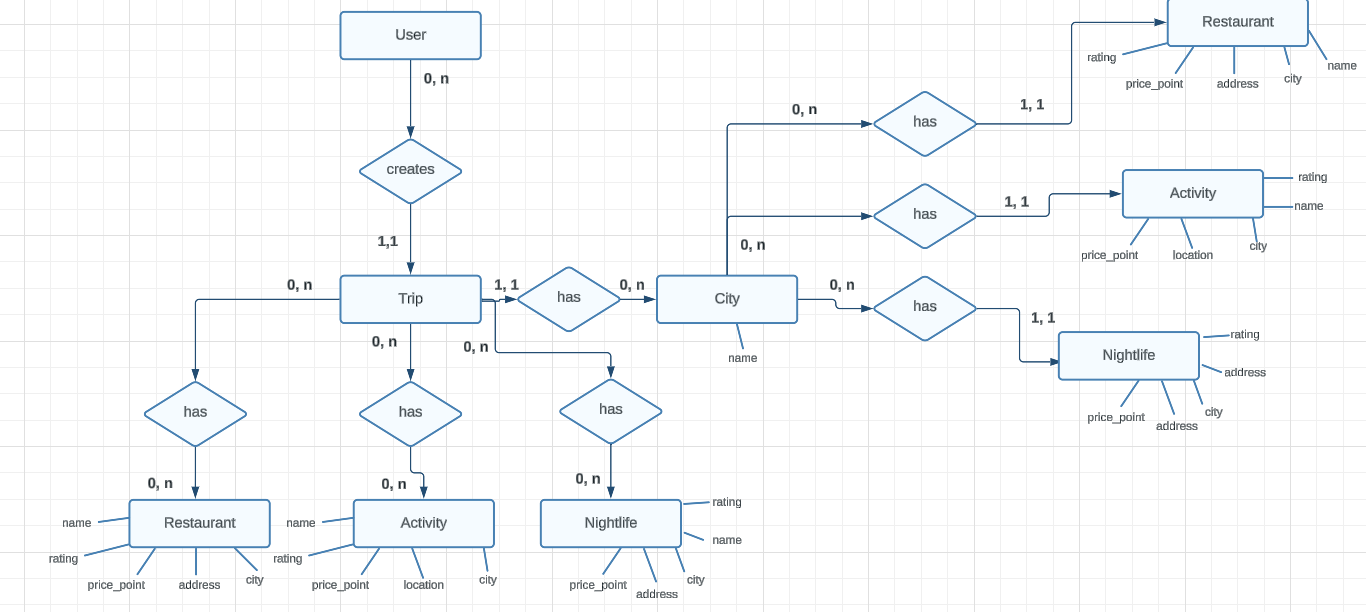 User
Restaurant
rating
price_point
address
city
name
0, n
creates
1,1
0, n
has
1, 1
0, n
has
1, 1
Activity
rating
name
price_point
location
city
0, n
Trip
1, 1
has
0, n
City
name
0, n
has
1, 1
Nightlife
rating
address
price_point
address
city
0, n
0, n
has
has
has
0, n
0, n
0, n
Restaurant
name
rating
price_point
address
city
Activity
name
rating
price_point
location
city
Nightlife
rating
name
price_point
address
city